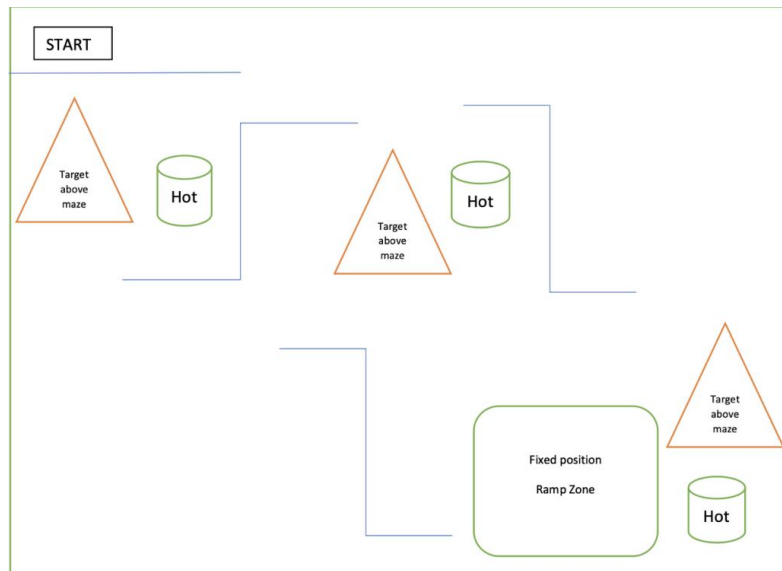 START
Target
above
maze
Hot
Target
above
maze
Hot
Target
above
maze
Fixed position
Ramp Zone
Hot